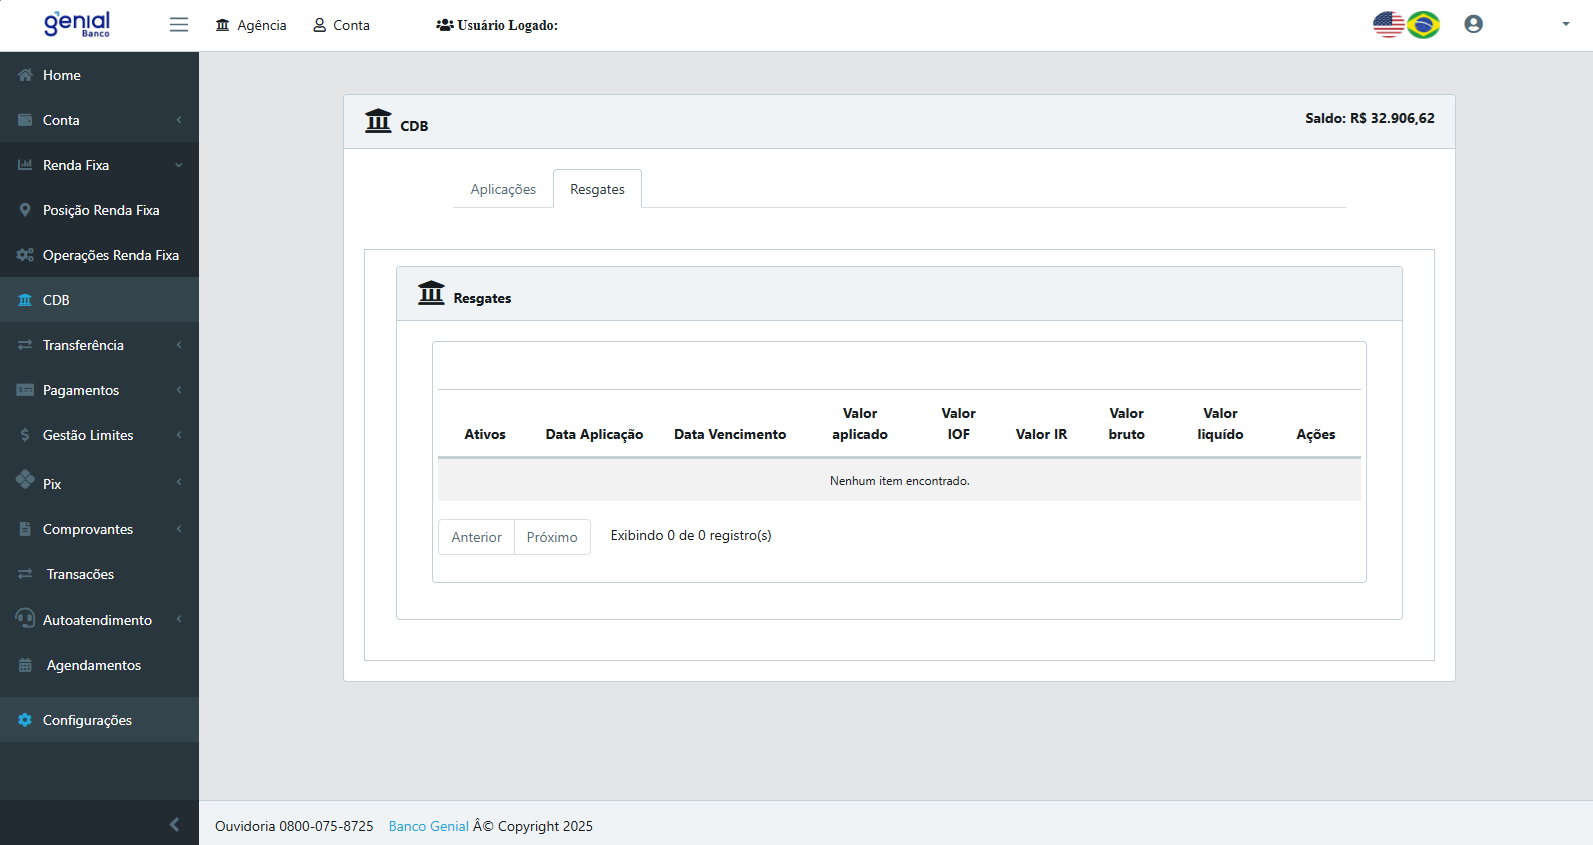 genial
Banco
Agência
Conta
Usuário Logado:
Home
Conta
Renda Fixa
Posição Renda Fixa
Operações Renda Fixa
CDB
Transferência
Pagamentos
Gestão Limites
Pix
Comprovantes
Transacões
Autoatendimento
Agendamentos
Configurações
CDB
Saldo: R$ 32.906,62
Aplicações
Resgates
Resgates
Ativos
Data Aplicação
Data Vencimento
Valor aplicado
Valor IOF
Valor IR
Valor bruto
Valor liquído
Ações
Nenhum item encontrado.
Anterior
Próximo
Exibindo 0 de 0 registro(s)
Ouvidoria 0800-075-8725 Banco Genial Â© Copyright 2025